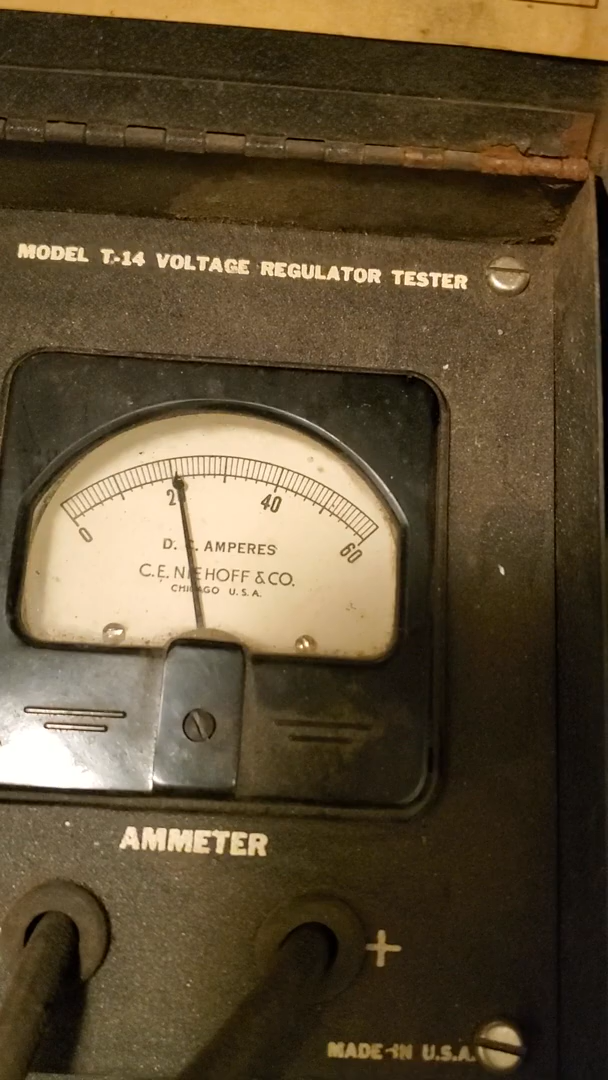 MODEL T-14 VOLTAGE REGULATOR TESTER
0 20 40 60
D. C. AMPERES
C. E. NIEHOFF & CO.
CHICAGO U. S. A.
AMMETER
+
MADE IN U.S.A.